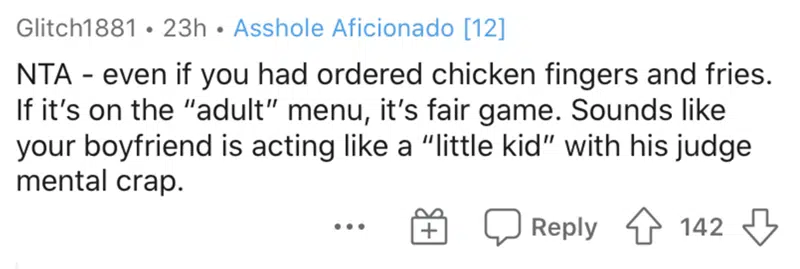 Glitch1881 • 23h • Asshole Aficionado [12]
NTA - even if you had ordered chicken fingers and fries.
If it’s on the “adult” menu, it’s fair game. Sounds like
your boyfriend is acting like a “little kid” with his judge
mental crap.
Reply 142